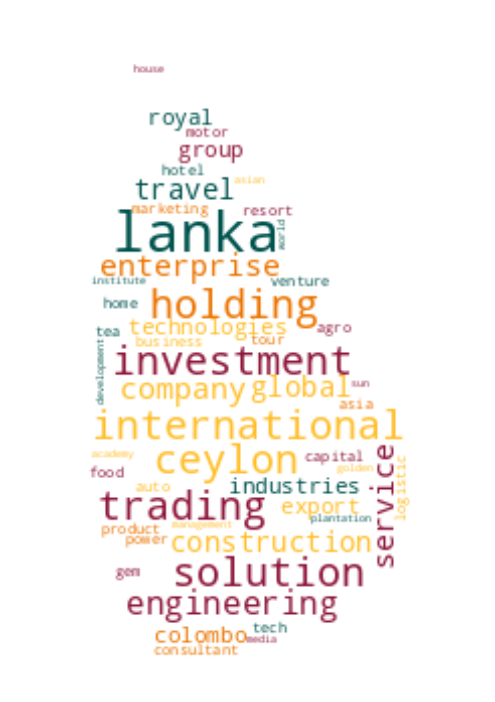 house
royal
motor
group
hotel
asian
travel
marketing
resort
lanka
world
enterprise
institute
venture
home
holding
tea
technologies
agro
business
tour
development
investment
sun
company
global
asia
international
academy
ceylon
capital
golden
food
service
logistic
auto
industries
trading
export
plantation
product
management
power
construction
gem
solution
engineering
colombo
tech
media
consultant